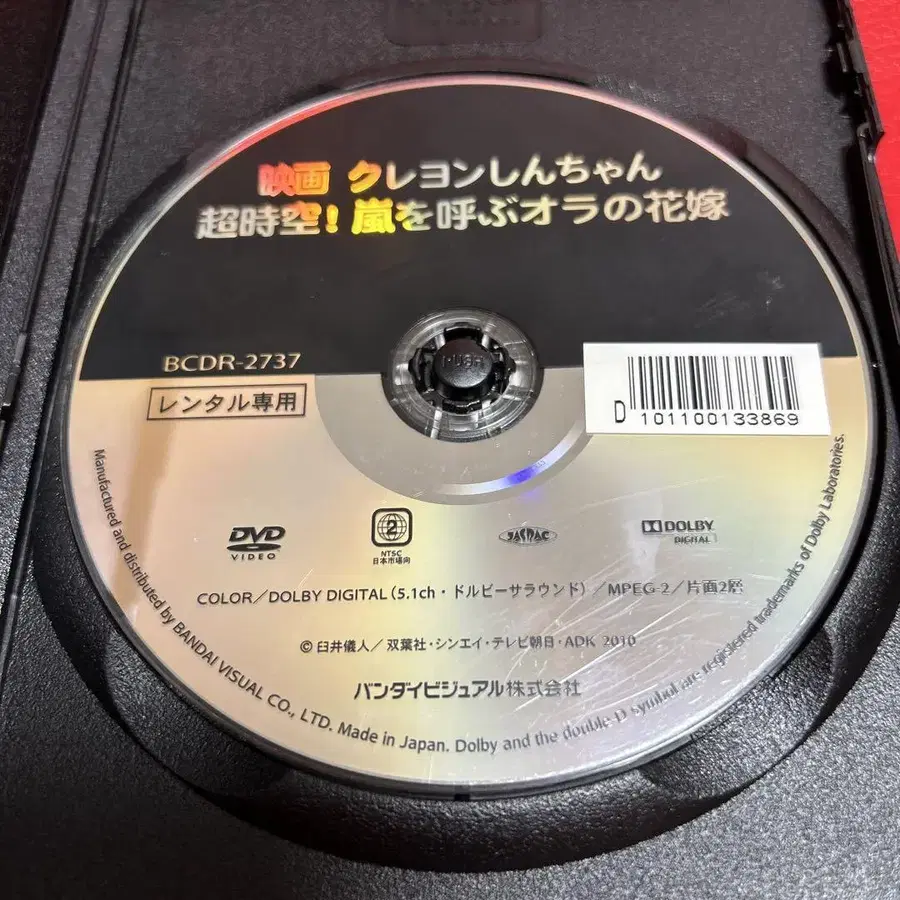 映画 クレヨンしんちゃん
超時空!嵐を呼ぶオラの花嫁
BCDR-2737
レンタル専用
D 101100133869
DVD
VIDEO
2
NTSC
日本市場向
JASRAC
DOLBY
DIGITAL
COLOR/DOLBY DIGITAL(5.1ch・ドルビーサラウンド)/MPEG-2/片面2層
©臼井儀人/双葉社・シンエイ・テレビ朝日・ADK 2010
バンダイビジュアル株式会社
Manufactured and distributed by BANDAI VISUAL CO., LTD. Made in Japan. Dolby and the double-D symbol are registered trademarks of Dolby Laboratories.